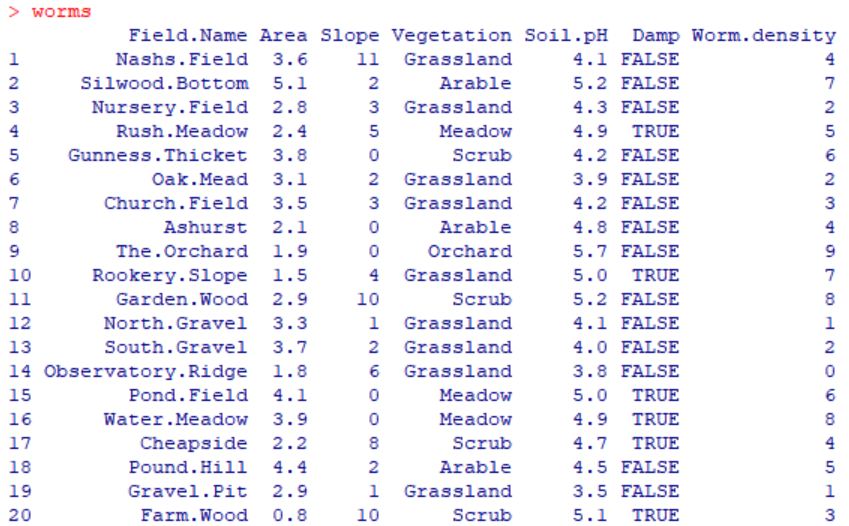 > worms
Field.Name Area Slope Vegetation Soil.pH Damp Worm.density
1 Nashs.Field 3.6 11 Grassland 4.1 FALSE 4
2 Silwood.Bottom 5.1 2 Arable 5.2 FALSE 7
3 Nursery.Field 2.8 3 Grassland 4.3 FALSE 2
4 Rush.Meadow 2.4 5 Meadow 4.9 TRUE 5
5 Gunness.Thicket 3.8 0 Scrub 4.2 FALSE 6
6 Oak.Mead 3.1 2 Grassland 3.9 FALSE 2
7 Church.Field 3.5 3 Grassland 4.2 FALSE 3
8 Ashurst 2.1 0 Arable 4.8 FALSE 4
9 The.Orchard 1.9 0 Orchard 5.7 FALSE 9
10 Rookery.Slope 1.5 4 Grassland 5.0 TRUE 7
11 Garden.Wood 2.9 10 Scrub 5.2 FALSE 8
12 North.Gravel 3.3 1 Grassland 4.1 FALSE 1
13 South.Gravel 3.7 2 Grassland 4.0 FALSE 2
14 Observatory.Ridge 1.8 6 Grassland 3.8 FALSE 0
15 Pond.Field 4.1 0 Meadow 5.0 TRUE 6
16 Water.Meadow 3.9 0 Meadow 4.9 TRUE 8
17 Cheapside 2.2 8 Scrub 4.7 TRUE 4
18 Pound.Hill 4.4 2 Arable 4.5 FALSE 5
19 Gravel.Pit 2.9 1 Grassland 3.5 FALSE 1
20 Farm.Wood 0.8 10 Scrub 5.1 TRUE 3